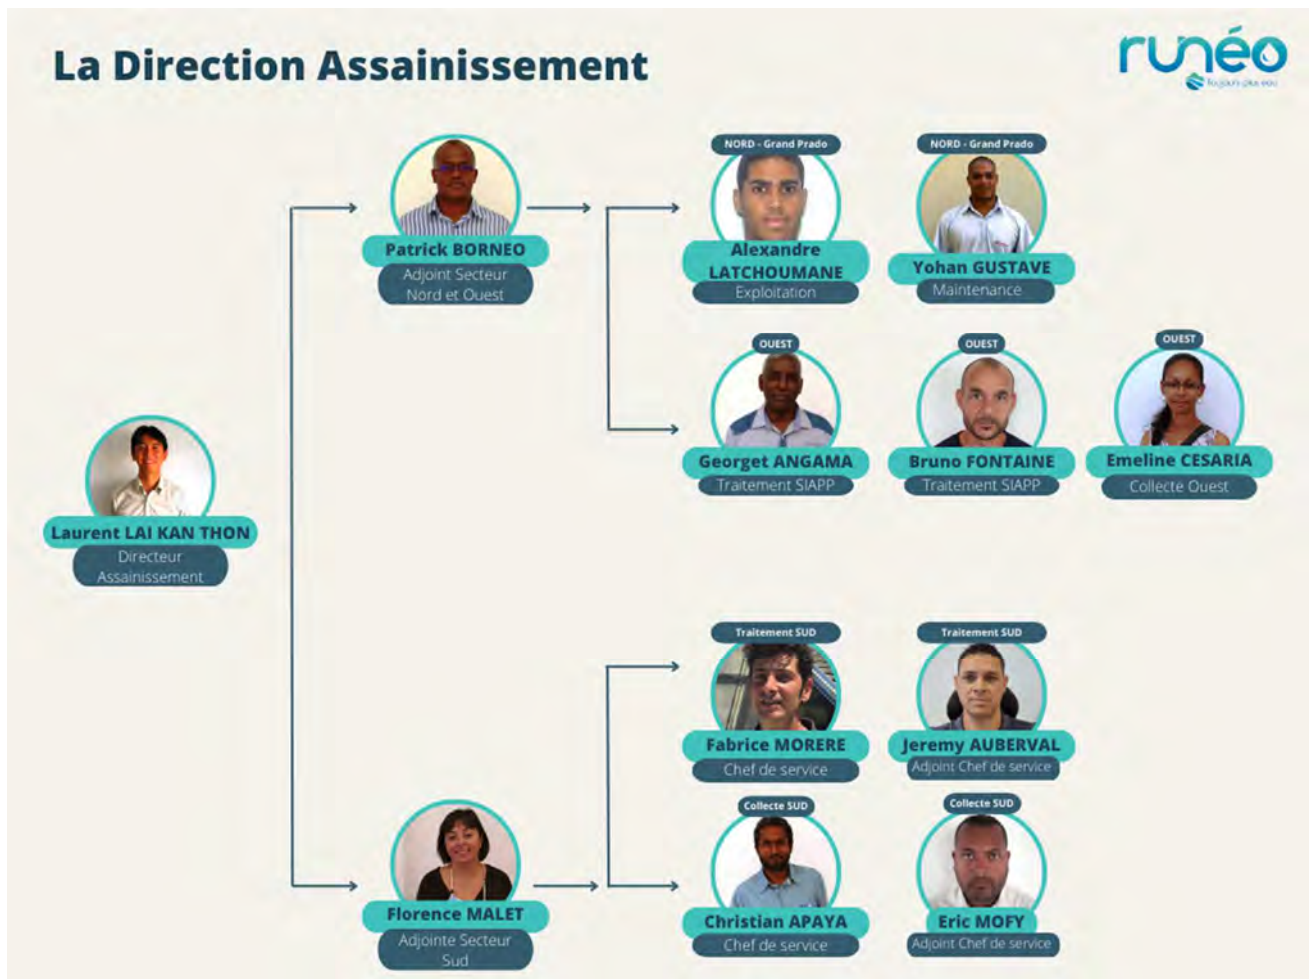 La Direction Assainissement
runéo
Toujours plus eau
Patrick BORNEO
Adjoint Secteur
Nord et Ouest
NORD - Grand Prado
Alexandre
LATCHOUMANE
Exploitation
NORD - Grand Prado
Yohan GUSTAVE
Maintenance
OUEST
Georget ANGAMA
Traitement SIAPP
OUEST
Bruno FONTAINE
Traitement SIAPP
OUEST
Emeline CESARIA
Collecte Ouest
Laurent LAI KAN THON
Directeur
Assainissement
Traitement SUD
Fabrice MORERE
Chef de service
Traitement SUD
Jeremy AUBERVAL
Adjoint Chef de service
Florence MALET
Adjointe Secteur
Sud
Collecte SUD
Christian APAYA
Chef de service
Collecte SUD
Eric MOFY
Adjoint Chef de service